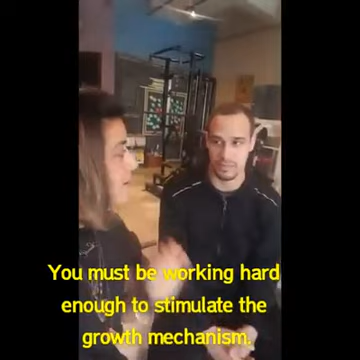 You must be working hard
enough to stimulate the
growth mechanism.